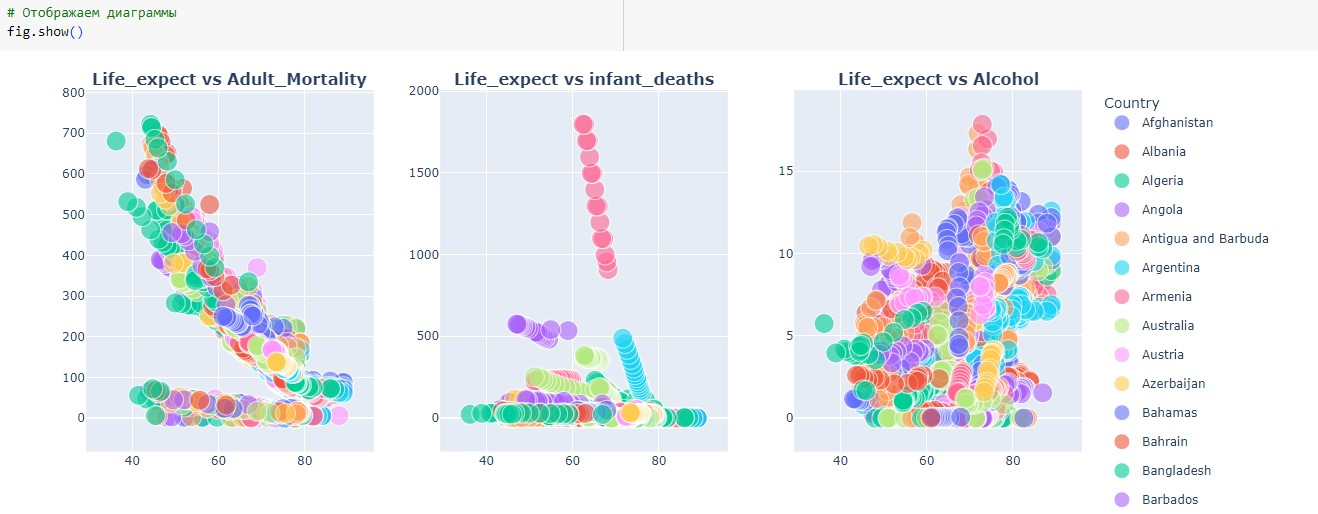 # Отображаем диаграммы
fig.show()
Life_expect vs Adult_Mortality
Life_expect vs infant_deaths
Life_expect vs Alcohol
800
700
600
500
400
300
200
100
0
40
60
80
2000
1500
1000
500
0
40
60
80
15
10
5
0
40
60
80
Country
Afghanistan
Albania
Algeria
Angola
Antigua and Barbuda
Argentina
Armenia
Australia
Austria
Azerbaijan
Bahamas
Bahrain
Bangladesh
Barbados